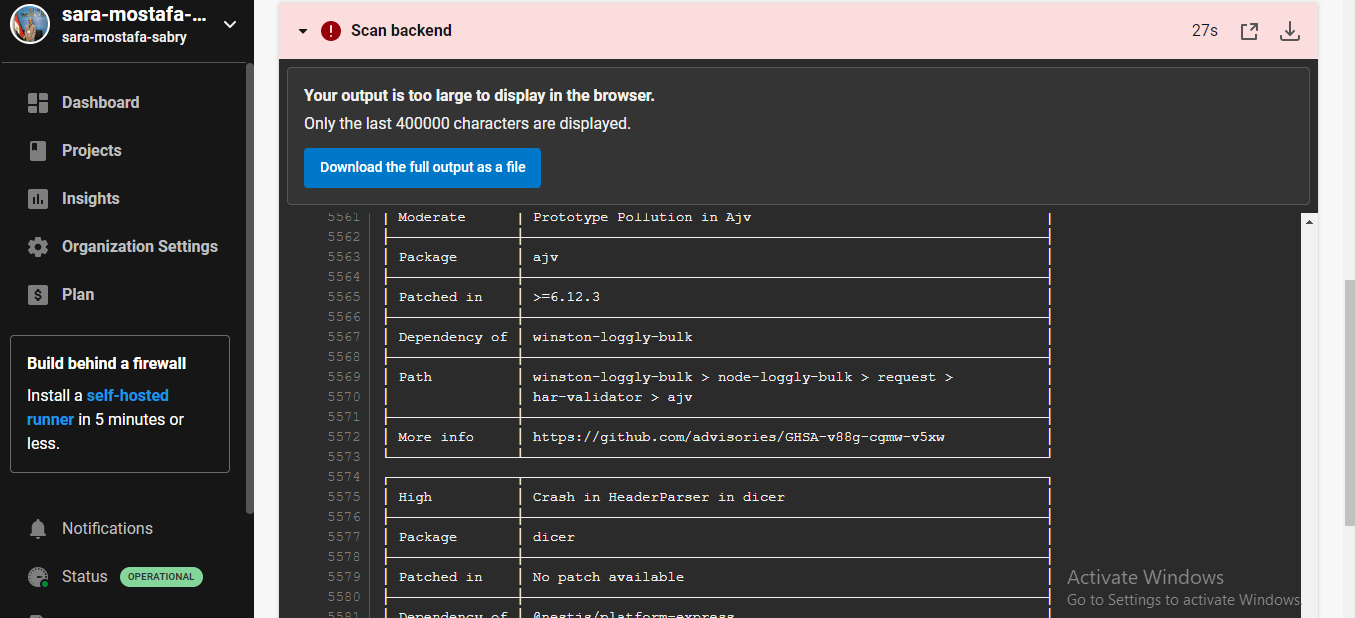 sara-mostafa-...
sara-mostafa-sabry
Dashboard
Projects
Insights
Organization Settings
Plan
Build behind a firewall
Install a self-hosted
runner in 5 minutes or
less.
Notifications
Status OPERATIONAL
Scan backend 27s
Your output is too large to display in the browser.
Only the last 400000 characters are displayed.
Download the full output as a file
5561 Moderate Prototype Pollution in Ajv
5562
5563 Package ajv
5564
5565 Patched in >=6.12.3
5566
5567 Dependency of winston-loggly-bulk
5568
5569 Path winston-loggly-bulk > node-loggly-bulk > request >
5570 har-validator > ajv
5571
5572 More info https://github.com/advisories/GHSA-v88g-cgmw-v5xw
5573
5574
5575 High Crash in HeaderParser in dicer
5576
5577 Package dicer
5578
5579 Patched in No patch available
5580
5581 Dependency of @nestjs/platform-express
Activate Windows
Go to Settings to activate Windows.